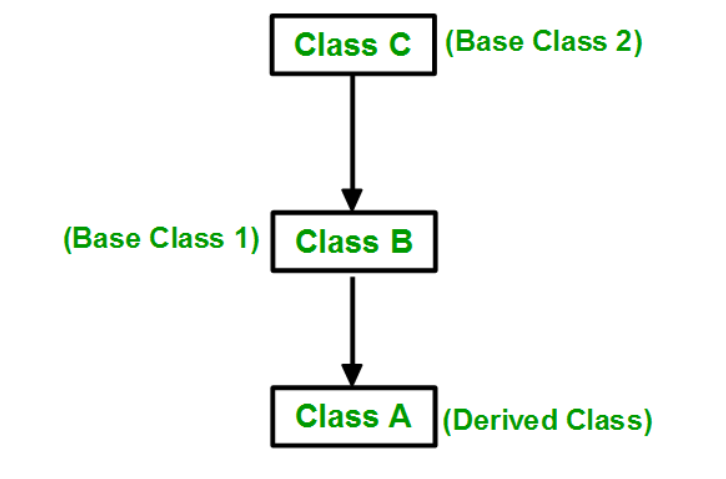 Class C (Base Class 2)
(Base Class 1) Class B
Class A (Derived Class)